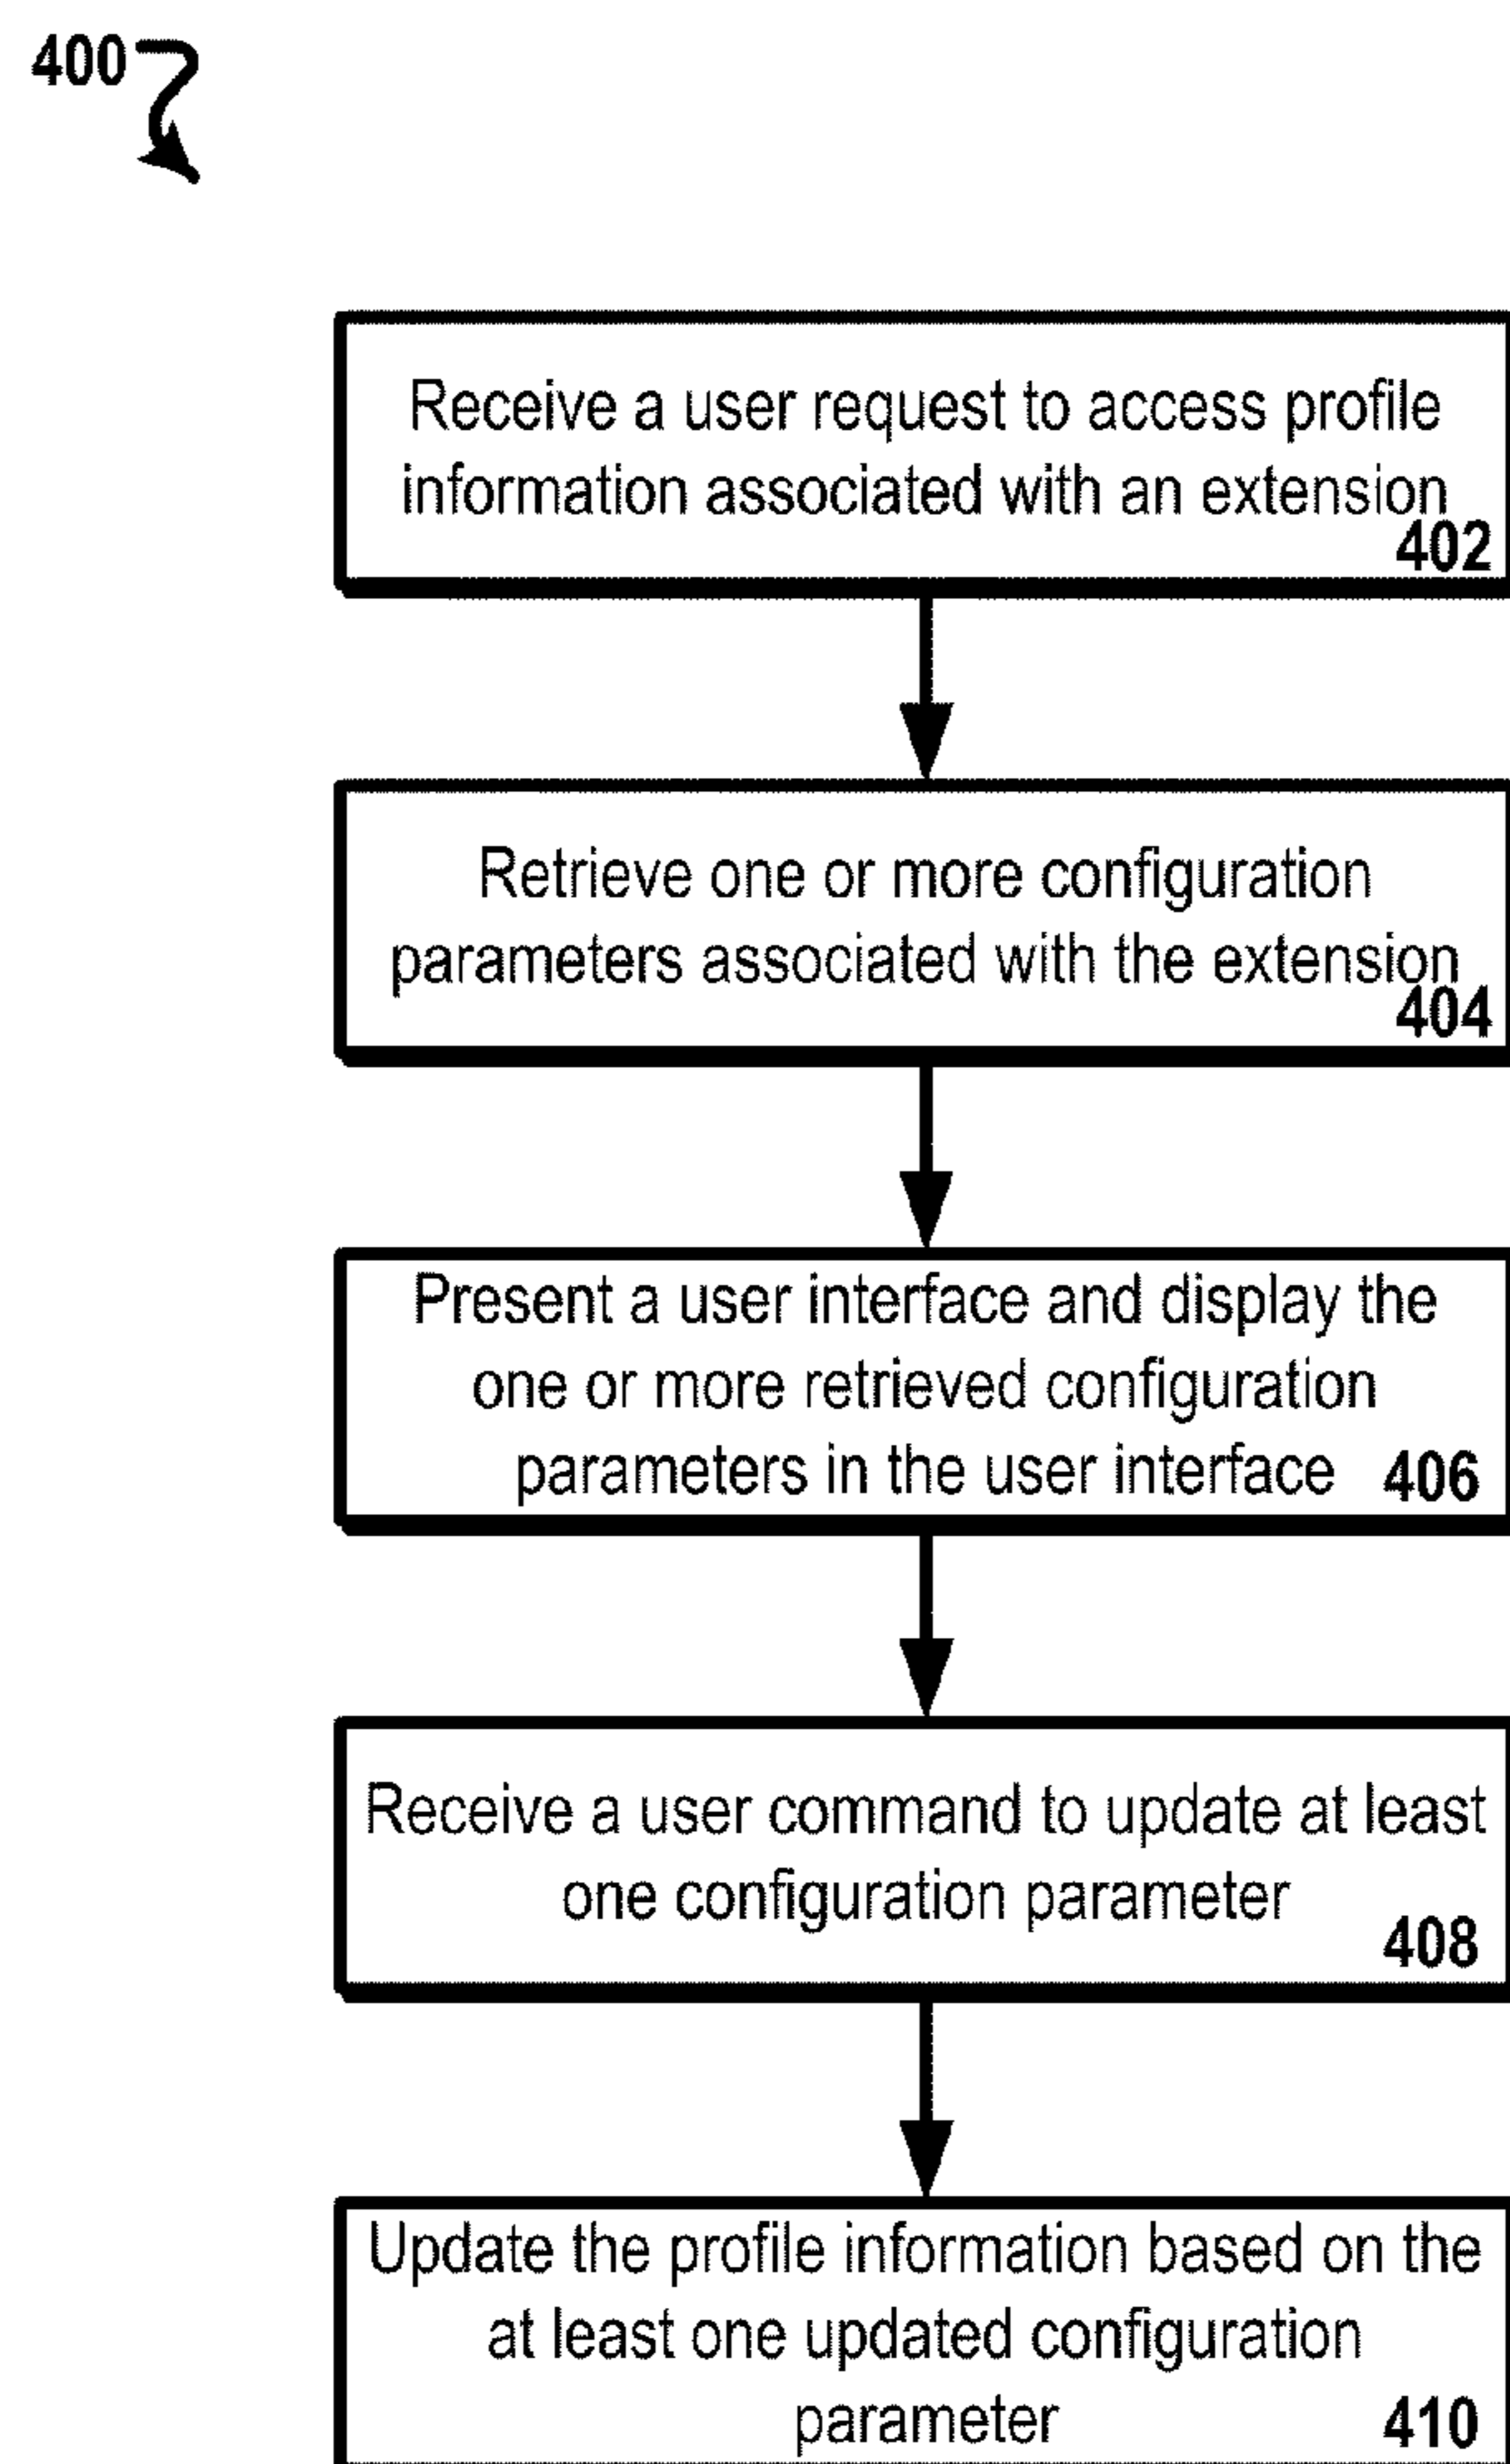 400
Receive a user request to access profile
information associated with an extension
402
Retrieve one or more configuration
parameters associated with the extension
404
Present a user interface and display the
one or more retrieved configuration
parameters in the user interface 406
Receive a user command to update at least
one configuration parameter
408
Update the profile information based on the
at least one updated configuration
parameter 410